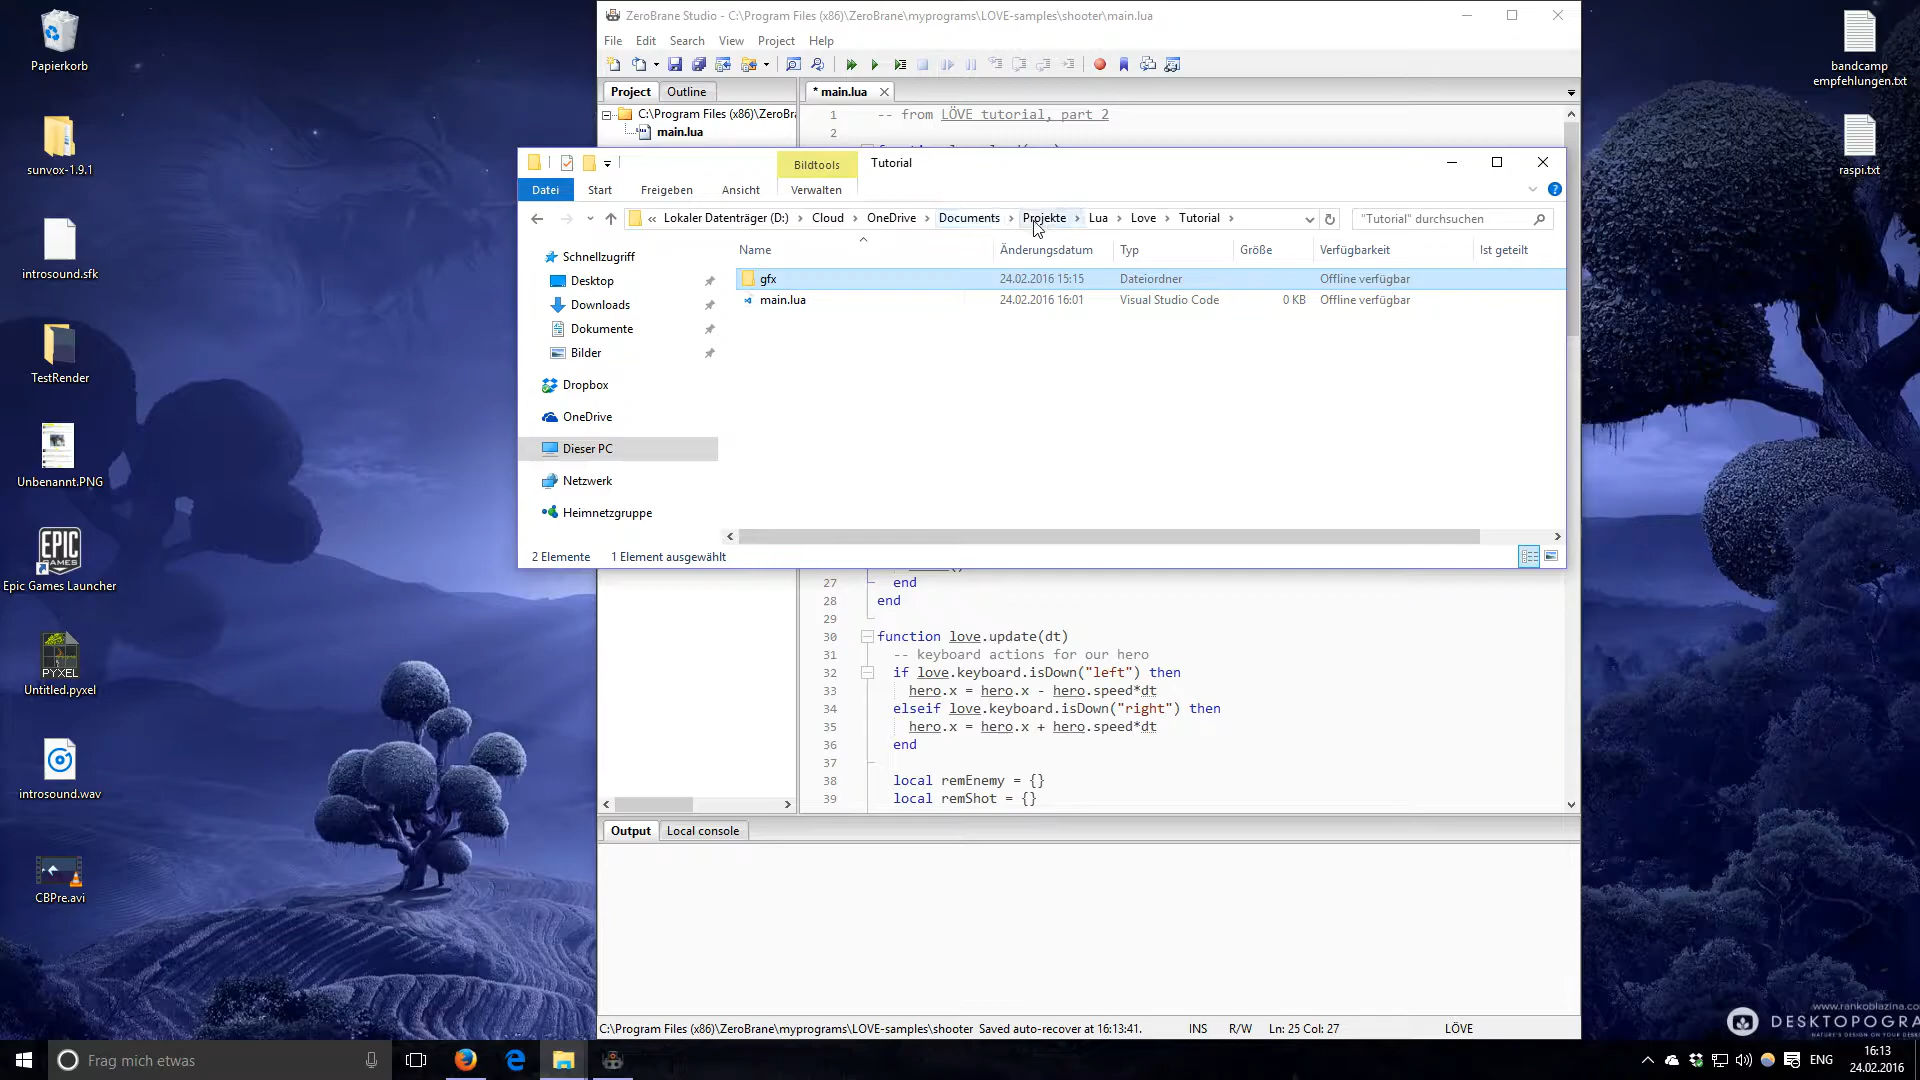 Papierkorb
sunvox-1.9.1
introsound.sfk
TestRender
Unbenannt.PNG
EPIC
GAMES
Epic Games Launcher
PYXEL
Untitled.pyxel
introsound.wav
CBPre.avi
ZeroBrane Studio - C:\Program Files (x86)\ZeroBrane\myprograms\LOVE-samples\shooter\main.lua
File Edit Search View Project Help
Project Outline
C:\Program Files (x86)\ZeroBra
main.lua
* main.lua
1 -- from LÖVE tutorial, part 2
2
Bildtools Tutorial
Datei Start Freigeben Ansicht Verwalten
« Lokaler Datenträger (D:) Cloud OneDrive Documents Projekte Lua Love Tutorial
"Tutorial" durchsuchen
Name Änderungsdatum Typ Größe Verfügbarkeit Ist geteilt
gfx 24.02.2016 15:15 Dateiordner Offline verfügbar
main.lua 24.02.2016 16:01 Visual Studio Code 0 KB Offline verfügbar
Schnellzugriff
Desktop
Downloads
Dokumente
Bilder
Dropbox
OneDrive
Dieser PC
Netzwerk
Heimnetzgruppe
2 Elemente 1 Element ausgewählt
27 end
28 end
29
30 function love.update(dt)
31 -- keyboard actions for our hero
32 if love.keyboard.isDown("left") then
33 hero.x = hero.x - hero.speed*dt
34 elseif love.keyboard.isDown("right") then
35 hero.x = hero.x + hero.speed*dt
36 end
37
38 local remEnemy = {}
39 local remShot = {}
Output Local console
C:\Program Files (x86)\ZeroBrane\myprograms\LOVE-samples\shooter Saved auto-recover at 16:13:41. INS R/W Ln: 25 Col: 27 LÖVE
bandcamp
empfehlungen.txt
raspi.txt
www.rankoblazina.com
DESKTOPOGRA
Frag mich etwas
ENG
16:13
24.02.2016